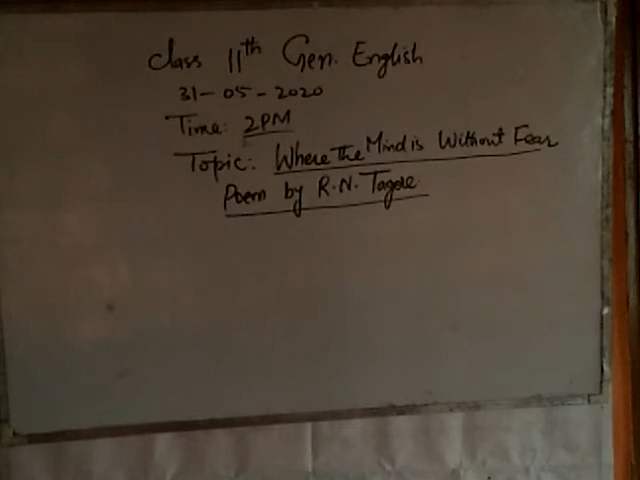 Class 11th Gen. English
31-05-2020
Time: 2PM
Topic: Where The Mind is Without Fear
Poem by R.N. Tagore